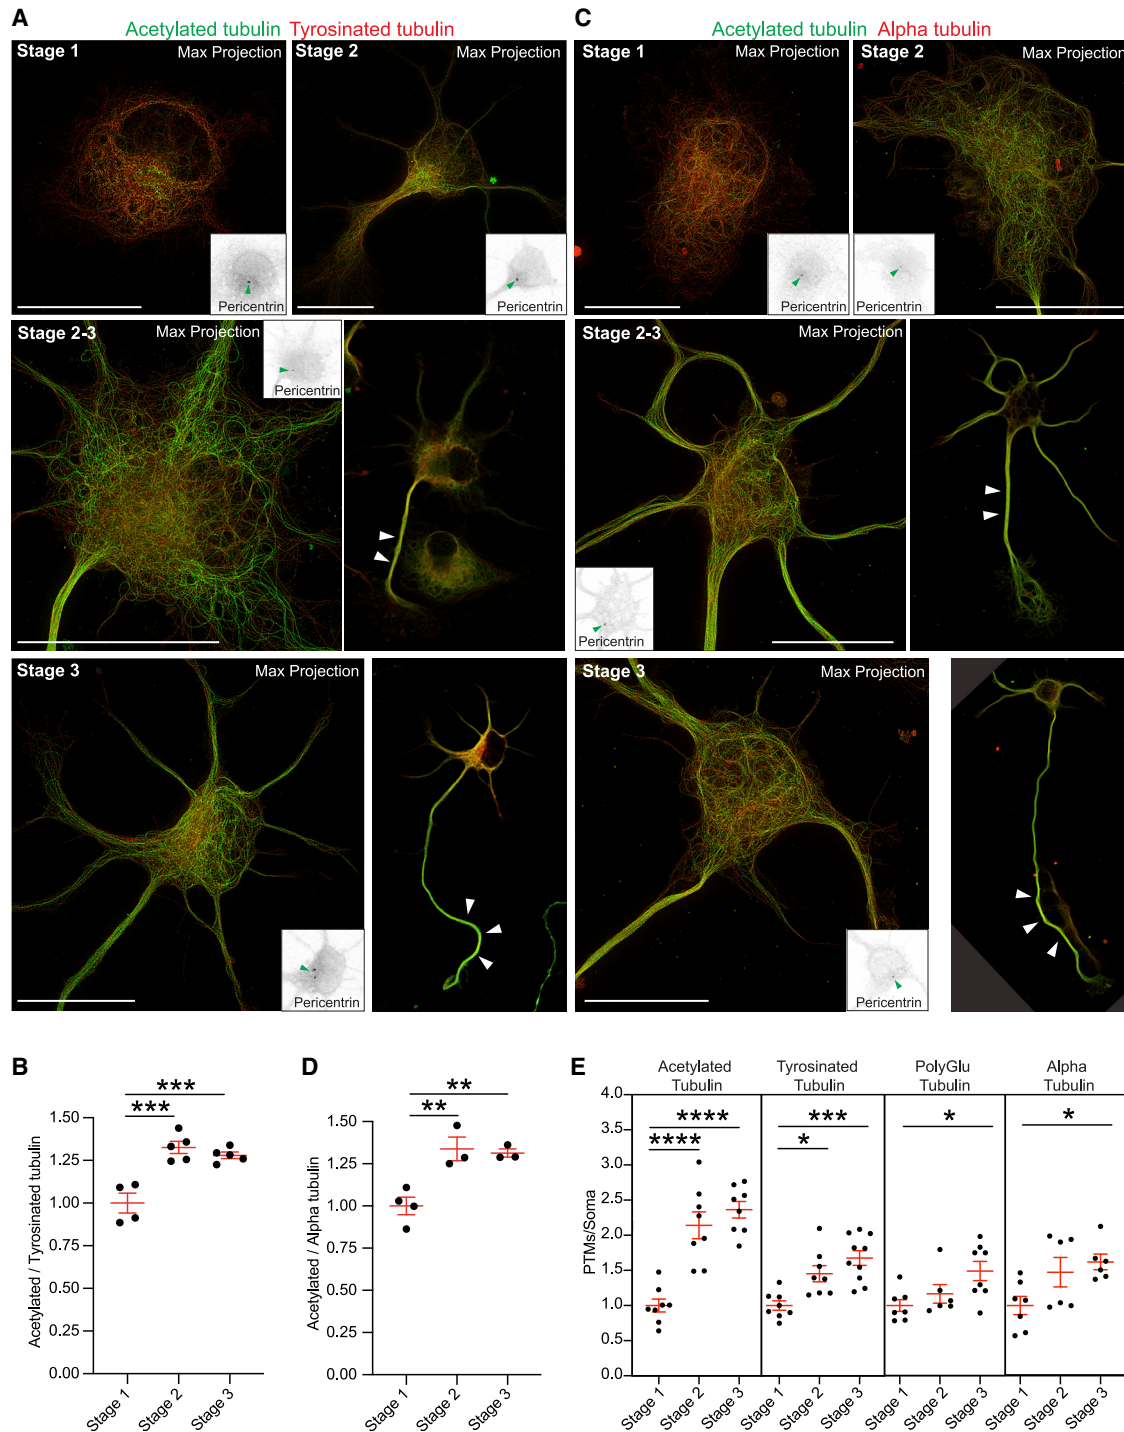 A
Acetylated tubulin Tyrosinated tubulin
Stage 1
Max Projection
Pericentrin
Stage 2
Max Projection
Pericentrin
Stage 2-3
Max Projection
Pericentrin
Stage 3
Max Projection
Pericentrin
C
Acetylated tubulin Alpha tubulin
Stage 1
Max Projection
Pericentrin
Stage 2
Max Projection
Pericentrin
Stage 2-3
Max Projection
Pericentrin
Stage 3
Max Projection
Pericentrin
B
Acetylated / Tyrosinated tubulin
1.50
1.25
1.00
0.75
0.50
0.25
0.00
***
***
Stage 1
Stage 2
Stage 3
D
Acetylated / Alpha tubulin
1.50
1.25
1.00
0.75
0.50
0.25
0.00
**
**
Stage 1
Stage 2
Stage 3
E
PTMs/Soma
4.0
3.0
2.5
2.0
1.5
1.0
0.5
0.0
Acetylated
Tubulin
****
****
Stage 1
Stage 2
Stage 3
Tyrosinated
Tubulin
***
*
Stage 1
Stage 2
Stage 3
PolyGlu
Tubulin
*
Stage 1
Stage 2
Stage 3
Alpha
Tubulin
*
Stage 1
Stage 2
Stage 3